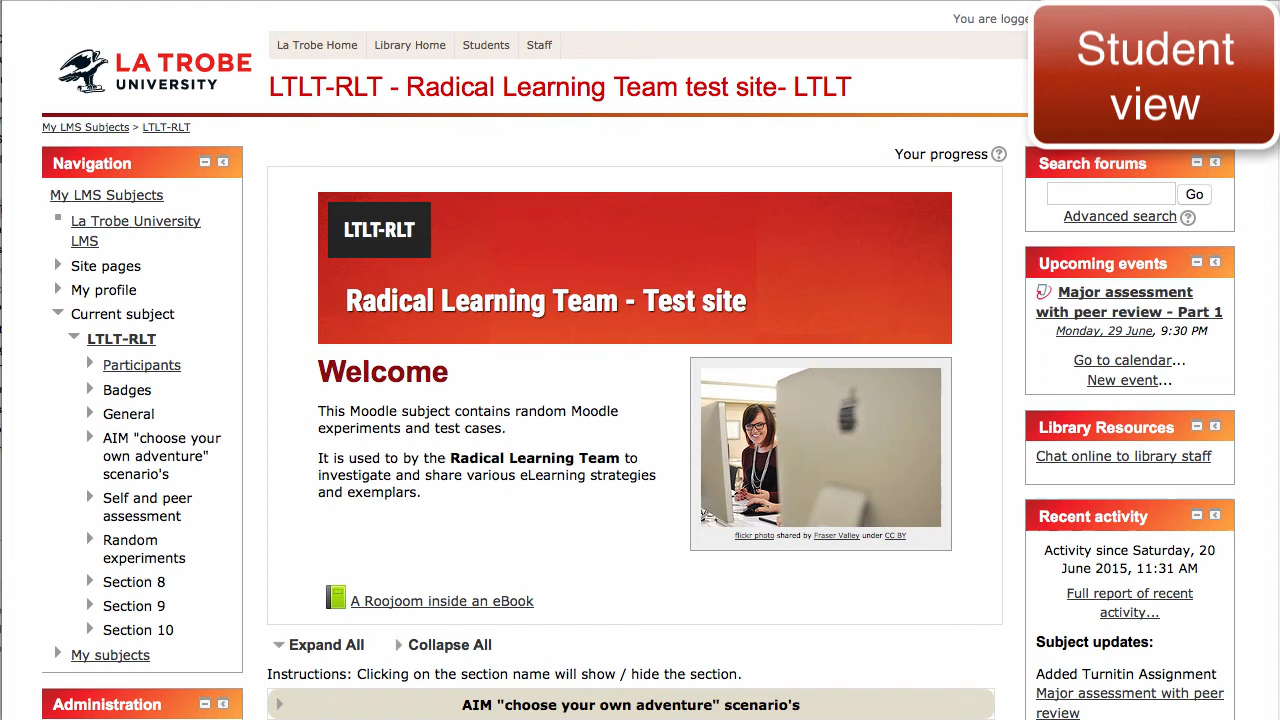 You are logge
Student
view
La Trobe Home
Library Home
Students
Staff
LA TROBE
UNIVERSITY
LTLT-RLT - Radical Learning Team test site- LTLT
My LMS Subjects > LTLT-RLT
Navigation
My LMS Subjects
La Trobe University
LMS
Site pages
My profile
Current subject
LTLT-RLT
Participants
Badges
General
AIM "choose your
own adventure"
scenario's
Self and peer
assessment
Random
experiments
Section 8
Section 9
Section 10
My subjects
Administration
Your progress
LTLT-RLT
Radical Learning Team - Test site
Welcome
This Moodle subject contains random Moodle
experiments and test cases.
It is used to by the Radical Learning Team to
investigate and share various eLearning strategies
and exemplars.
flickr photo shared by Fraser Valley under CC BY
A Roojoom inside an eBook
Expand All
Collapse All
Instructions: Clicking on the section name will show / hide the section.
AIM "choose your own adventure" scenario's
Search forums
Go
Advanced search
Upcoming events
Major assessment
with peer review - Part 1
Monday, 29 June, 9:30 PM
Go to calendar...
New event...
Library Resources
Chat online to library staff
Recent activity
Activity since Saturday, 20
June 2015, 11:31 AM
Full report of recent
activity...
Subject updates:
Added Turnitin Assignment
Major assessment with peer
review